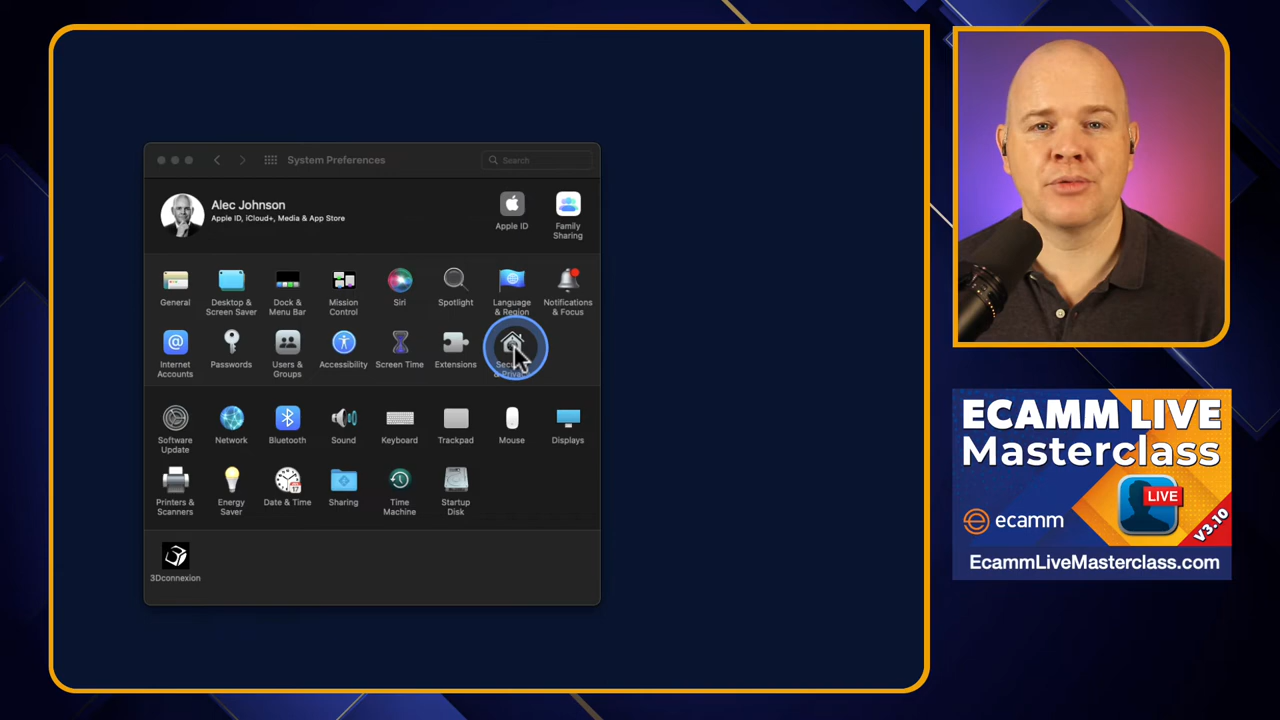 System Preferences
Search
Alec Johnson
Apple ID, iCloud+, Media & App Store
Apple ID
Family
Sharing
General
Desktop &
Screen Saver
Dock &
Menu Bar
Mission
Control
Siri
Spotlight
Language
& Region
Notifications
& Focus
Internet
Accounts
Passwords
Users &
Groups
Accessibility
Screen Time
Extensions
Software
Update
Network
Bluetooth
Sound
Keyboard
Trackpad
Mouse
Displays
Printers &
Scanners
Energy
Saver
JUL
17
Date & Time
Sharing
Time
Machine
Startup
Disk
3Dconnexion
ECAMM LIVE
Masterclass
LIVE
ecamm
V3.10
EcammLiveMasterclass.com